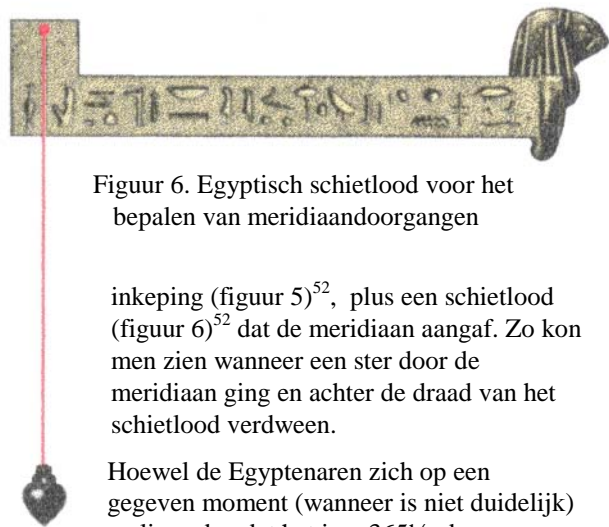 Figuur 6. Egyptisch schietlood voor het
bepalen van meridiaandoorgangen
inkeping (figuur 5)52, plus een schietlood
(figuur 6)52 dat de meridiaan aangaf. Zo kon
men zien wanneer een ster door de
meridiaan ging en achter de draad van het
schietlood verdween.
Hoewel de Egyptenaren zich op een
gegeven moment (wanneer is niet duidelijk)